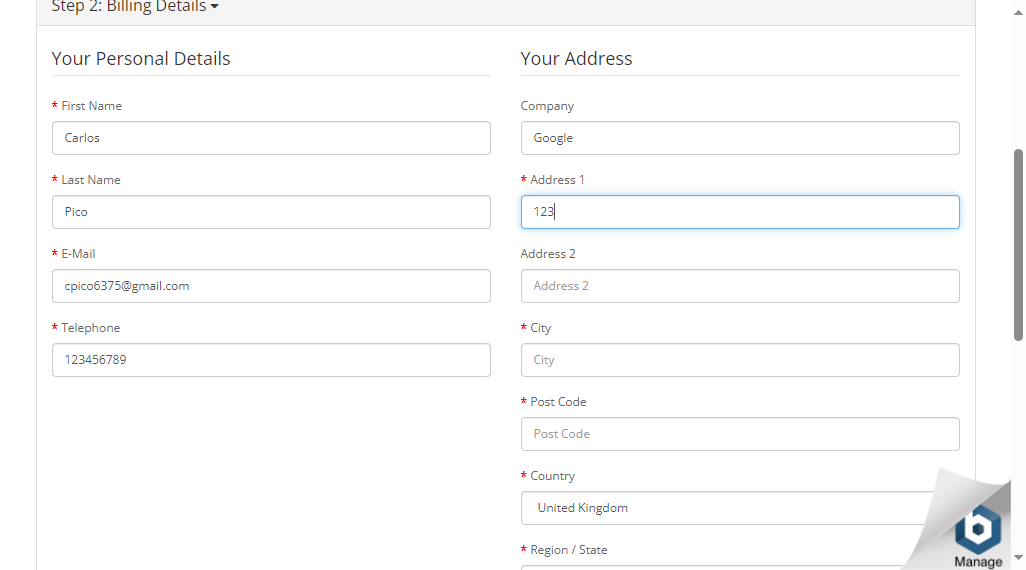 Step 2: Billing Details
Your Personal Details
* First Name
Carlos
* Last Name
Pico
* E-Mail
cpico6375@gmail.com
* Telephone
123456789
Your Address
Company
Google
* Address 1
123
Address 2
Address 2
* City
City
* Post Code
Post Code
* Country
United Kingdom
* Region / State
b
Manage